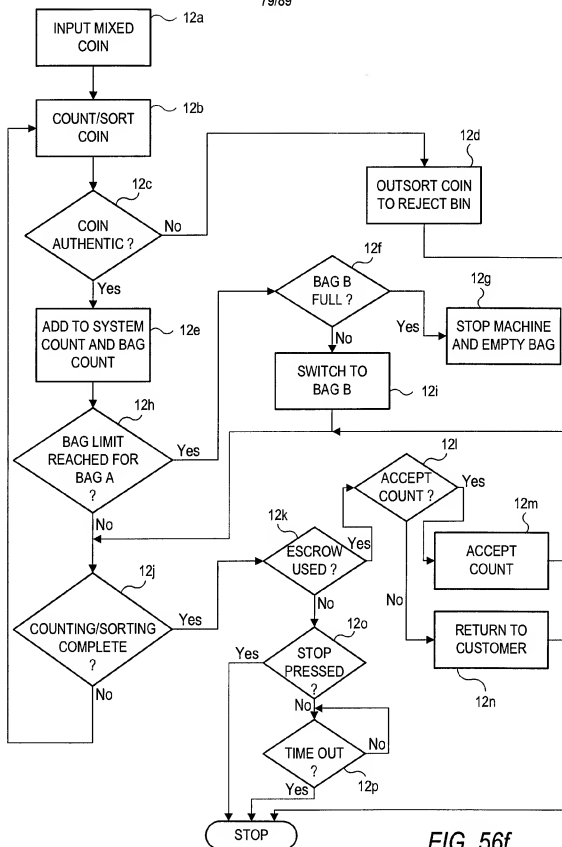 79/89
12a
INPUT MIXED
COIN
12b
COUNT/SORT
COIN
12c
COIN
AUTHENTIC ?
No
Yes
12d
OUTSORT COIN
TO REJECT BIN
12e
ADD TO SYSTEM
COUNT AND BAG
COUNT
12f
BAG B
FULL ?
Yes
No
12g
STOP MACHINE
AND EMPTY BAG
12h
BAG LIMIT
REACHED FOR
BAG A
?
Yes
No
SWITCH TO
BAG B
12i
12j
COUNTING/SORTING
COMPLETE
?
Yes
No
12k
ESCROW
USED ?
Yes
No
12l
ACCEPT
COUNT ?
Yes
No
12m
ACCEPT
COUNT
RETURN TO
CUSTOMER
12n
12o
STOP
PRESSED
?
Yes
No
TIME OUT
?
No
Yes
12p
STOP
FIG. 56f